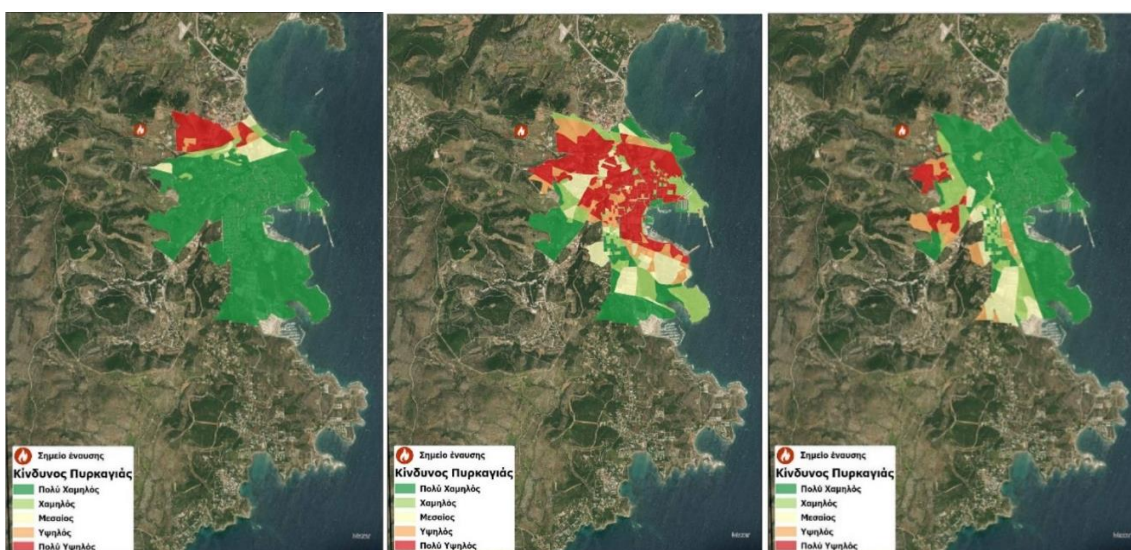 Σημείο έναυσης
Κίνδυνος Πυρκαγιάς
Πολύ Χαμηλός
Χαμηλός
Μεσαίος
Υψηλός
Πολύ Υψηλός
Σημείο έναυσης
Κίνδυνος Πυρκαγιάς
Πολύ Χαμηλός
Χαμηλός
Μεσαίος
Υψηλός
Πολύ Υψηλός
Σημείο έναυσης
Κίνδυνος Πυρκαγιάς
Πολύ Χαμηλός
Χαμηλός
Μεσαίος
Υψηλός
Πολύ Υψηλός